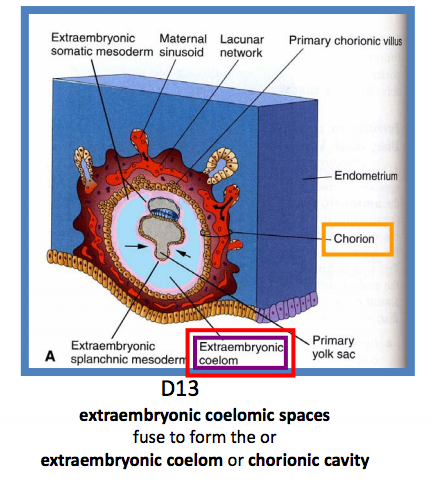 Extraembryonic
somatic mesoderm
Maternal
sinusoid
Lacunar
network
Primary chorionic villus
Endometrium
Chorion
A
Extraembryonic
splanchnic mesoderm
Extraembryonic
coelom
Primary
yolk sac
D13
extraembryonic coelomic spaces
fuse to form the or
extraembryonic coelom or chorionic cavity